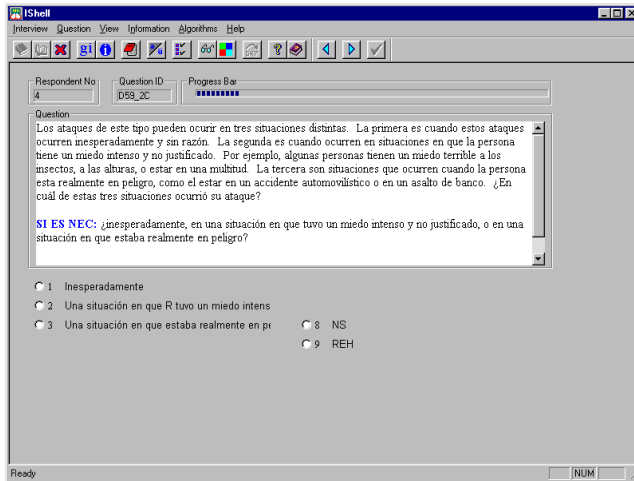 IShell
Interview Question View Information Algorithms Help
Respondent No
4
Question ID
D59_2C
Progress Bar
Question
Los ataques de este tipo pueden ocurir en tres situaciones distintas. La primera es cuando estos ataques
ocurren inesperadamente y sin razón. La segunda es cuando ocurren en situaciones en que la persona
tiene un miedo intenso y no justificado. Por ejemplo, algunas personas tienen un miedo terrible a los
insectos, a las alturas, o estar en una multitud. La tercera son situaciones que ocurren cuando la persona
esta realmente en peligro, como el estar en un accidente automovilístico o en un asalto de banco. ¿En
cuál de estas tres situaciones ocurrió su ataque?
SI ES NEC: ¿inesperadamente, en una situación en que tuvo un miedo intenso y no justificado, o en una
situación en que estaba realmente en peligro?
1 Inesperadamente
2 Una situación en que R tuvo un miedo intens
3 Una situación en que estaba realmente en pe
8 NS
9 REH
Ready
NUM